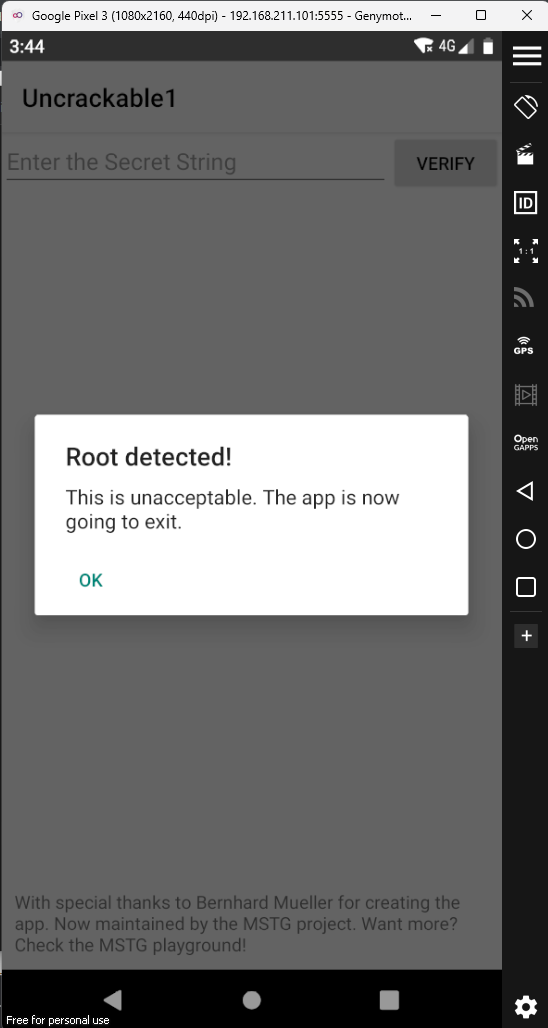 Google Pixel 3 (1080x2160, 440dpi) - 192.168.211.101:5555 - Genymot...
3:44
4G
Uncrackable1
Enter the Secret String
VERIFY
ID
1 : 1
GPS
Open
GAPPS
Root detected!
This is unacceptable. The app is now
going to exit.
OK
With special thanks to Bernhard Mueller for creating the
app. Now maintained by the MSTG project. Want more?
Check the MSTG playground!
Free for personal use